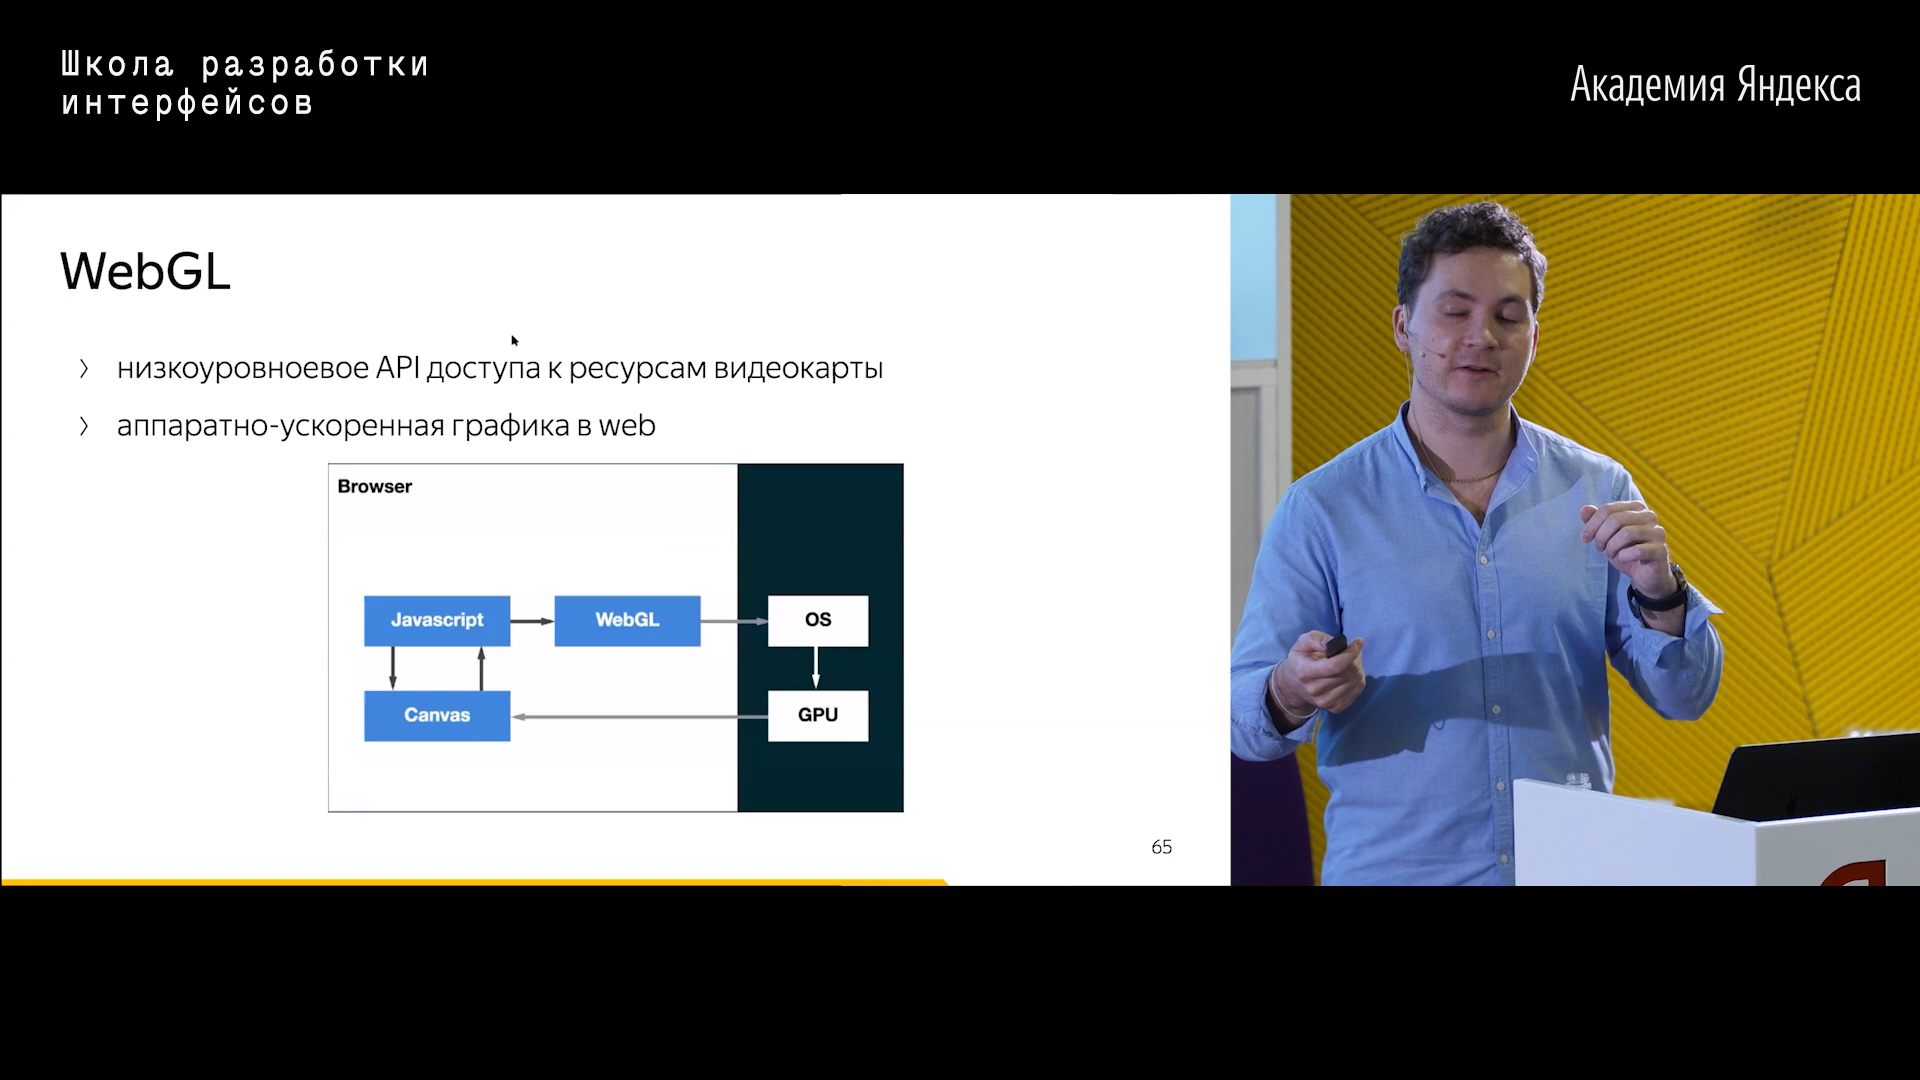 Школа разработки
интерфейсов
Академия Яндекса
WebGL
〉 низкоуровноевое API доступа к ресурсам видеокарты
〉 аппаратно-ускоренная графика в web
Browser
Javascript
WebGL
OS
Canvas
GPU
65